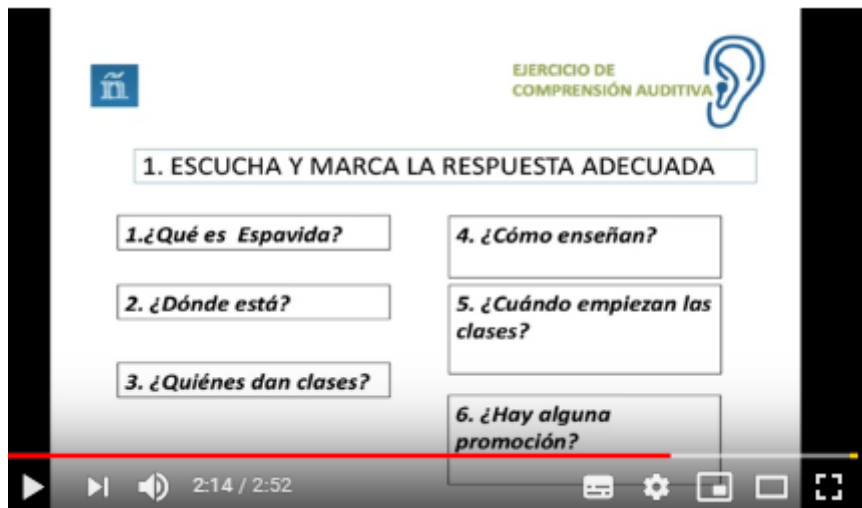 ñ
EJERCICIO DE
COMPRENSIÓN AUDITIVA
1. ESCUCHA Y MARCA LA RESPUESTA ADECUADA
1.¿Qué es Espavida?
2. ¿Dónde está?
3. ¿Quiénes dan clases?
4. ¿Cómo enseñan?
5. ¿Cuándo empiezan las
clases?
6. ¿Hay alguna
promoción?
2:14 / 2:52